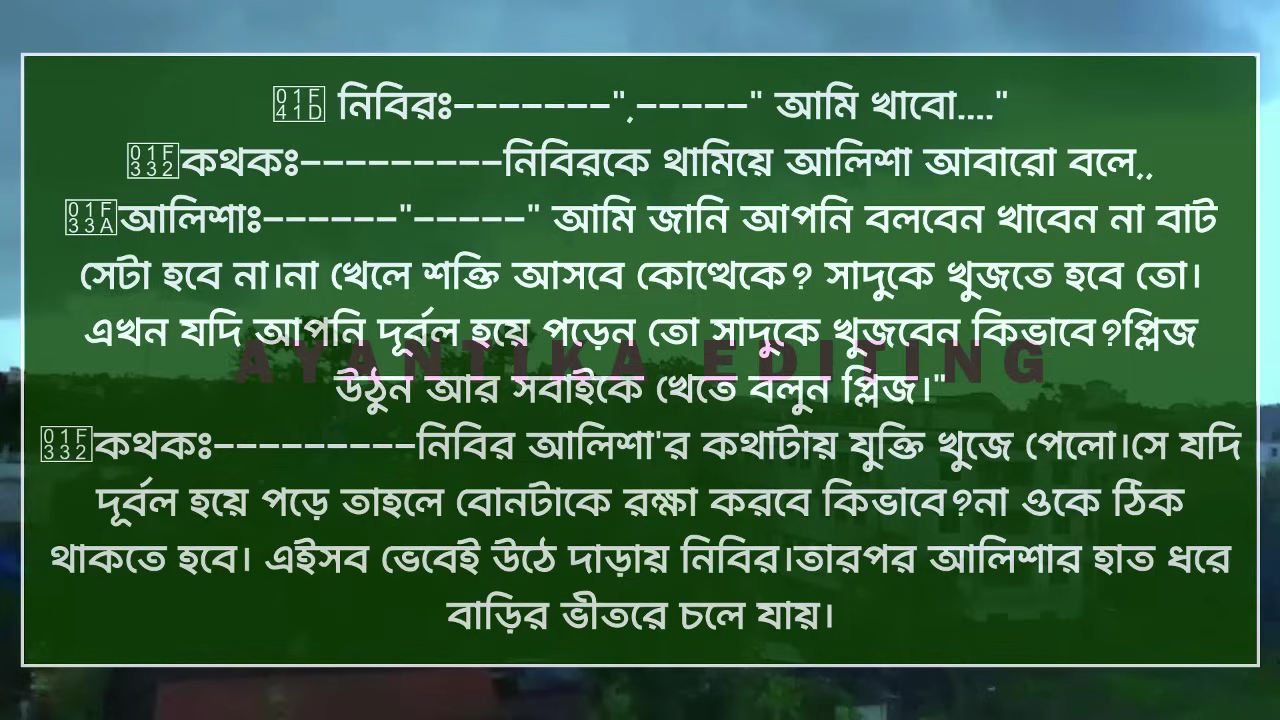 নিবিরঃ–––––––",–––––" আমি খাবো...."
কথকঃ–––––––––নিবিরকে থামিয়ে আলিশা আবারো বলে,,
আলিশাঃ––––––"–––––" আমি জানি আপনি বলবেন খাবেন না বাট
সেটা হবে না।না খেলে শক্তি আসবে কোত্থেকে? সাদুকে খুজতে হবে তো।
এখন যদি আপনি দূর্বল হয়ে পড়েন তো সাদুকে খুজবেন কিভাবে?প্লিজ
AYANTIKA EDITING
উঠুন আর সবাইকে খেতে বলুন প্লিজ।"
কথকঃ–––––––––নিবির আলিশা'র কথাটায় যুক্তি খুজে পেলো।সে যদি
দূর্বল হয়ে পড়ে তাহলে বোনটাকে রক্ষা করবে কিভাবে?না ওকে ঠিক
থাকতে হবে। এইসব ভেবেই উঠে দাড়ায় নিবির।তারপর আলিশার হাত ধরে
বাড়ির ভীতরে চলে যায়।